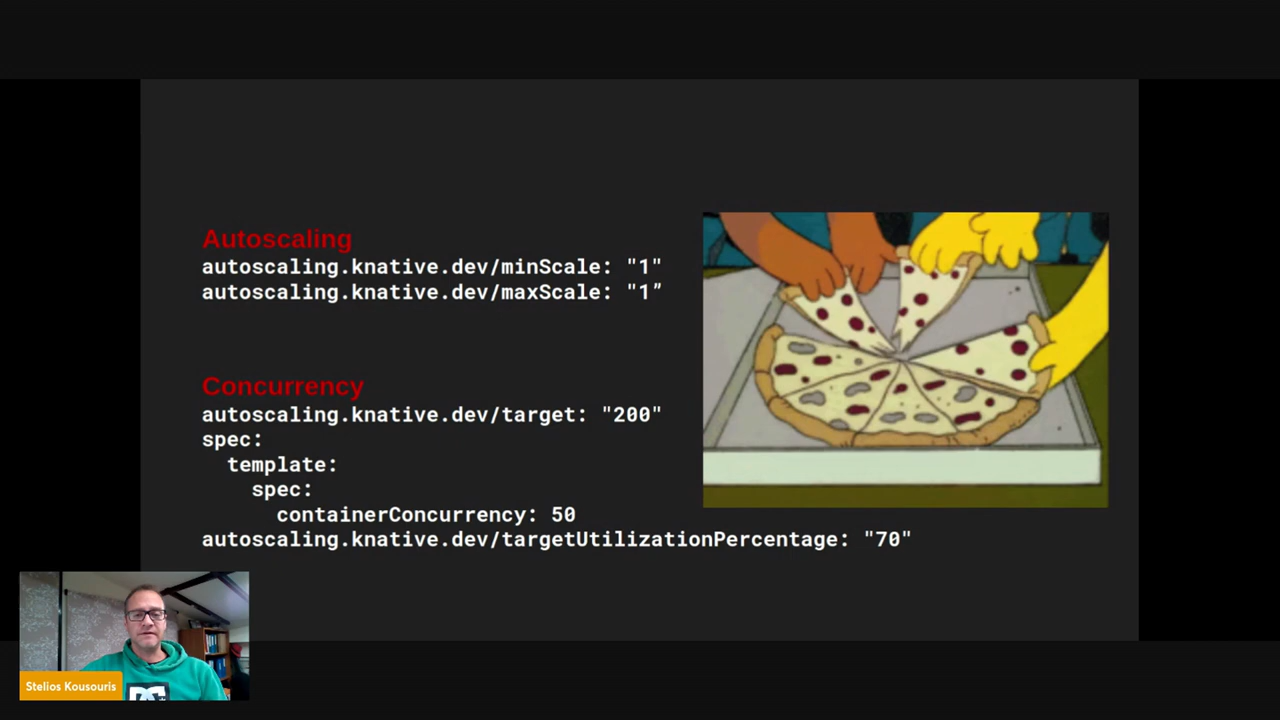 Autoscaling
autoscaling.knative.dev/minScale: "1"
autoscaling.knative.dev/maxScale: "1”
Concurrency
autoscaling.knative.dev/target: "200"
spec:
template:
spec:
containerConcurrency: 50
autoscaling.knative.dev/targetUtilizationPercentage: "70"
Stelios Kousouris